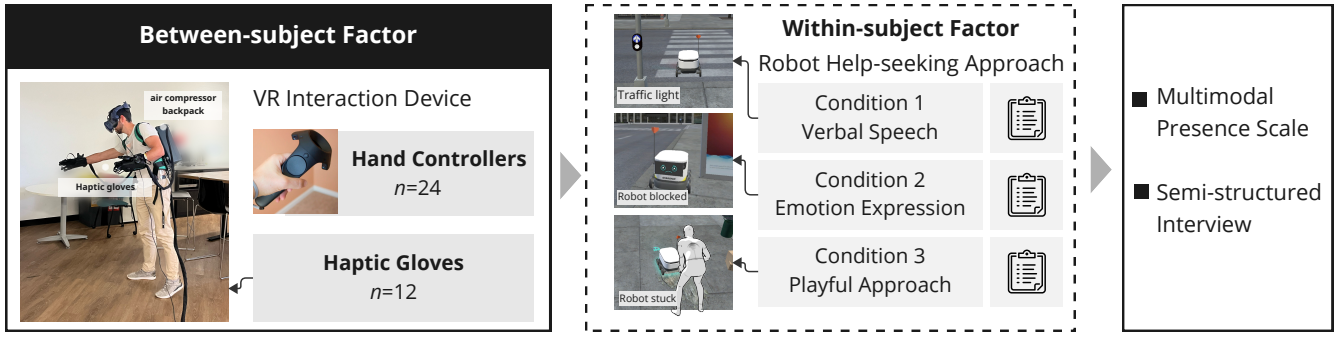 Between-subject Factor
air compressor
backpack
Haptic gloves
VR Interaction Device
Hand Controllers
n=24
Haptic Gloves
n=12
Within-subject Factor
Robot Help-seeking Approach
Traffic light
Condition 1
Verbal Speech
Robot blocked
Condition 2
Emotion Expression
Robot stuck
Condition 3
Playful Approach
Multimodal
Presence Scale
Semi-structured
Interview